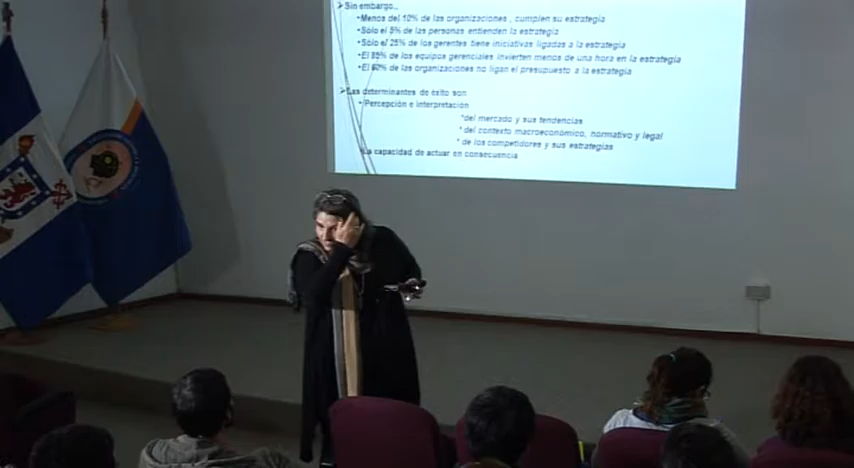 ➢Sin embargo..
•Menos del 10% de las organizaciones , cumplen su estrategia
•Sólo el 5% de las personas entienden la estrategia
•Sólo el 25% de los gerentes tiene iniciativas ligadas a la estrategia
•El 85% de los equipos gerenciales invierten menos de una hora en la estrategia
•El 60% de las organizaciones no ligan el presupuesto a la estrategia
➢Las determinantes de éxito son
•Percepción e interpretación
*del mercado y sus tendencias
* del contexto macroeconómico, normativo y legal
* de los competidores y sus estrategias
•La capacidad de actuar en consecuencia